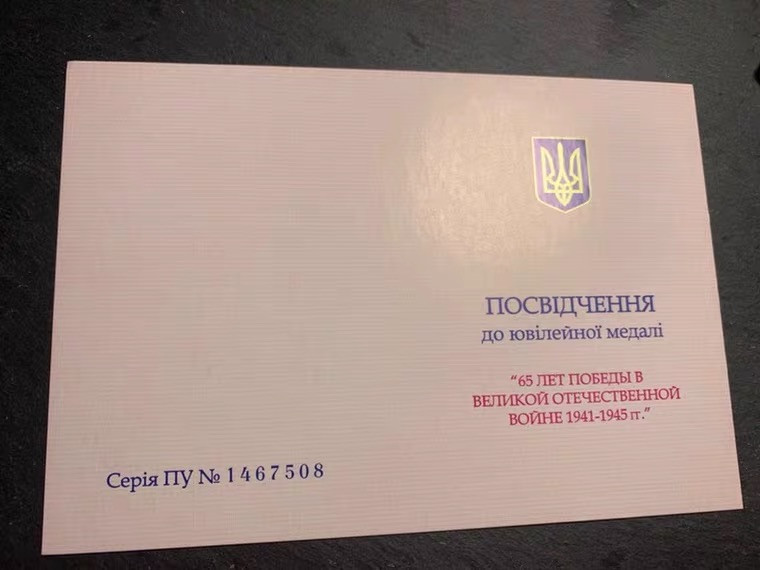 ПОСВІДЧЕННЯ
до ювілейної медалі
“65 ЛЕТ ПОБЕДЫ В
ВЕЛИКОЙ ОТЕЧЕСТВЕННОЙ
ВОЙНЕ 1941-1945 гг.”
Серія ПУ № 1467508